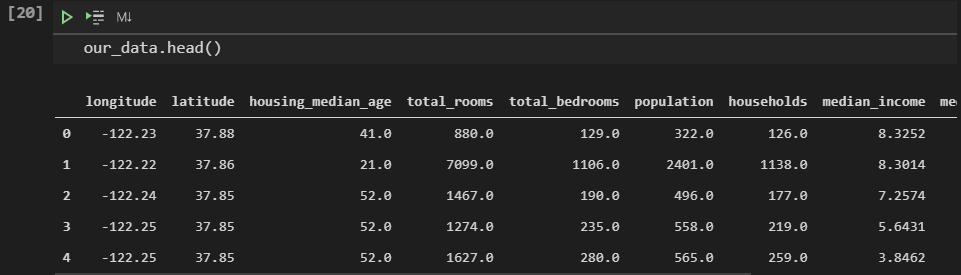 [20] M↓
our_data.head()
longitude latitude housing_median_age total_rooms total_bedrooms population households median_income
0 -122.23 37.88 41.0 880.0 129.0 322.0 126.0 8.3252
1 -122.22 37.86 21.0 7099.0 1106.0 2401.0 1138.0 8.3014
2 -122.24 37.85 52.0 1467.0 190.0 496.0 177.0 7.2574
3 -122.25 37.85 52.0 1274.0 235.0 558.0 219.0 5.6431
4 -122.25 37.85 52.0 1627.0 280.0 565.0 259.0 3.8462